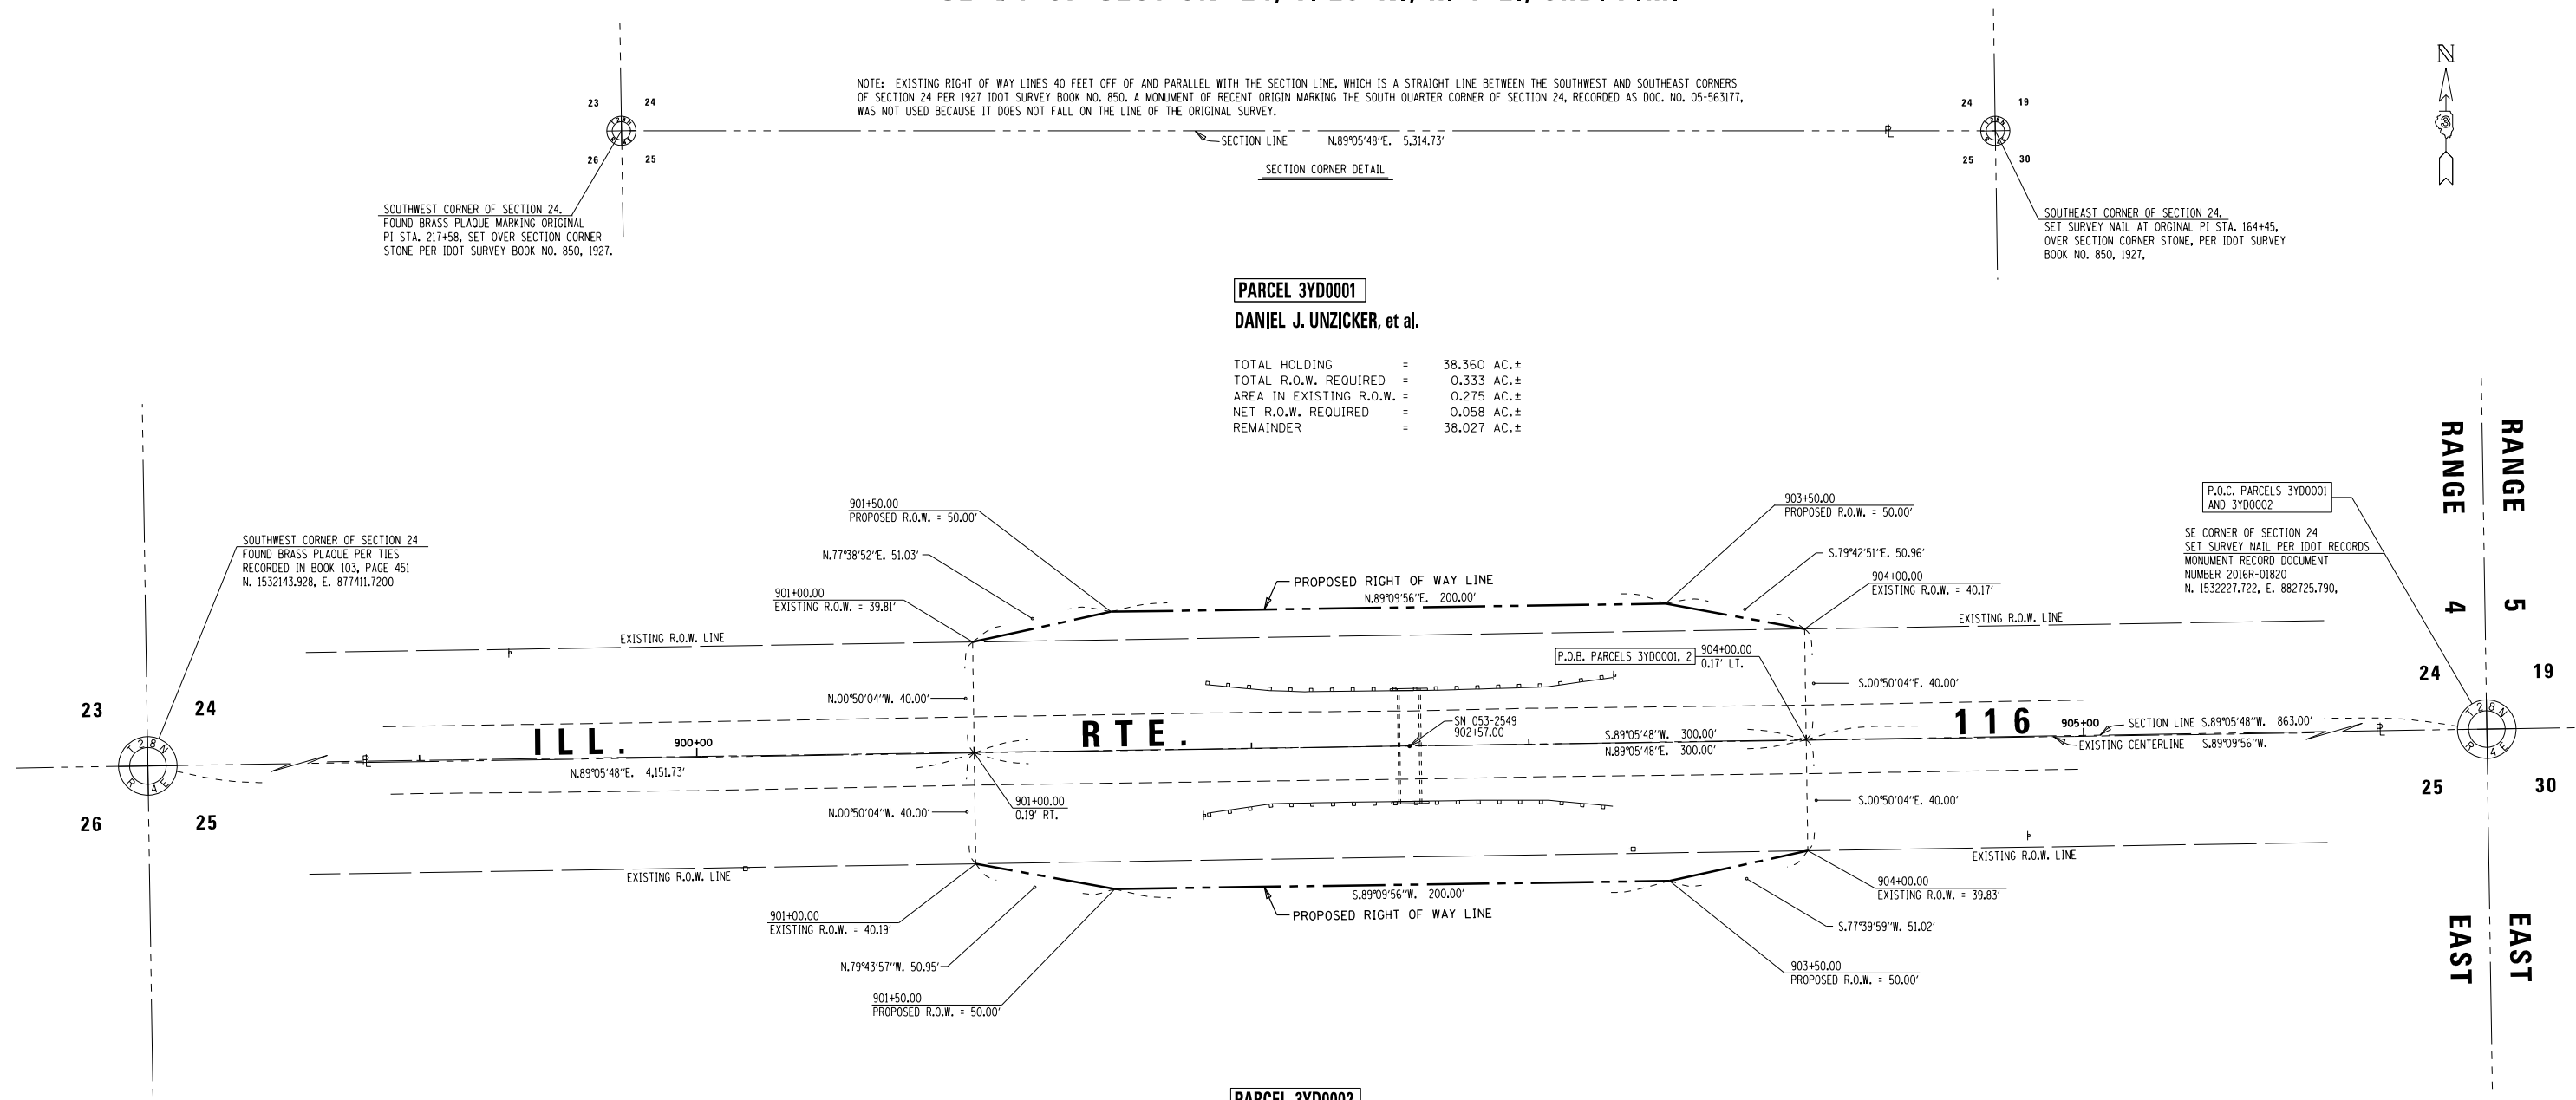 NOTE: EXISTING RIGHT OF WAY LINES 40 FEET OFF OF AND PARALLEL WITH THE SECTION LINE, WHICH IS A STRAIGHT LINE BETWEEN THE SOUTHWEST AND SOUTHEAST CORNERS
OF SECTION 24 PER 1927 IDOT SURVEY BOOK NO. 850. A MONUMENT OF RECENT ORIGIN MARKING THE SOUTH QUARTER CORNER OF SECTION 24, RECORDED AS DOC. NO. 05-563177,
WAS NOT USED BECAUSE IT DOES NOT FALL ON THE LINE OF THE ORIGINAL SURVEY.
23 24
26 25
24 19
25 30
N
3
SECTION LINE N.89°05'48"E. 5,314.73'
SECTION CORNER DETAIL
SOUTHWEST CORNER OF SECTION 24.
FOUND BRASS PLAQUE MARKING ORIGINAL
PI STA. 217+58, SET OVER SECTION CORNER
STONE PER IDOT SURVEY BOOK NO. 850, 1927.
SOUTHEAST CORNER OF SECTION 24.
SET SURVEY NAIL AT ORGINAL PI STA. 164+45,
OVER SECTION CORNER STONE, PER IDOT SURVEY
BOOK NO. 850, 1927,
PARCEL 3YD0001
DANIEL J. UNZICKER, et al.
TOTAL HOLDING = 38.360 AC.±
TOTAL R.O.W. REQUIRED = 0.333 AC.±
AREA IN EXISTING R.O.W. = 0.275 AC.±
NET R.O.W. REQUIRED = 0.058 AC.±
REMAINDER = 38.027 AC.±
RANGE 4 EAST
RANGE 5 EAST
P.O.C. PARCELS 3YD0001
AND 3YD0002
SE CORNER OF SECTION 24
SET SURVEY NAIL PER IDOT RECORDS
MONUMENT RECORD DOCUMENT
NUMBER 2016R-01820
N. 1532227.722, E. 882725.790,
SOUTHWEST CORNER OF SECTION 24
FOUND BRASS PLAQUE PER TIES
RECORDED IN BOOK 103, PAGE 451
N. 1532143.928, E. 877411.7200
901+50.00
PROPOSED R.O.W. = 50.00'
N.77°38'52"E. 51.03'
901+00.00
EXISTING R.O.W. = 39.81'
903+50.00
PROPOSED R.O.W. = 50.00'
S.79°42'51"E. 50.96'
904+00.00
EXISTING R.O.W. = 40.17'
PROPOSED RIGHT OF WAY LINE
N.89°09'56"E. 200.00'
EXISTING R.O.W. LINE
EXISTING R.O.W. LINE
P.O.B. PARCELS 3YD0001, 2
904+00.00
0.17' LT.
N.00°50'04"W. 40.00'
S.00°50'04"E. 40.00'
23 24
26 25
24 19
25 30
T28N
R4E
T28N
R4E
ILL. RTE. 116
900+00
905+00
SN 053-2549
902+57.00
S.89°05'48"W. 300.00'
N.89°05'48"E. 300.00'
SECTION LINE S.89°05'48"W. 863.00'
EXISTING CENTERLINE S.89°09'56"W.
N.89°05'48"E. 4,151.73'
901+00.00
0.19' RT.
N.00°50'04"W. 40.00'
S.00°50'04"E. 40.00'
EXISTING R.O.W. LINE
EXISTING R.O.W. LINE
S.89°09'56"W. 200.00'
PROPOSED RIGHT OF WAY LINE
904+00.00
EXISTING R.O.W. = 39.83'
901+00.00
EXISTING R.O.W. = 40.19'
S.77°39'59"W. 51.02'
N.79°43'57"W. 50.95'
903+50.00
PROPOSED R.O.W. = 50.00'
901+50.00
PROPOSED R.O.W. = 50.00'
PARCEL 3YD0002